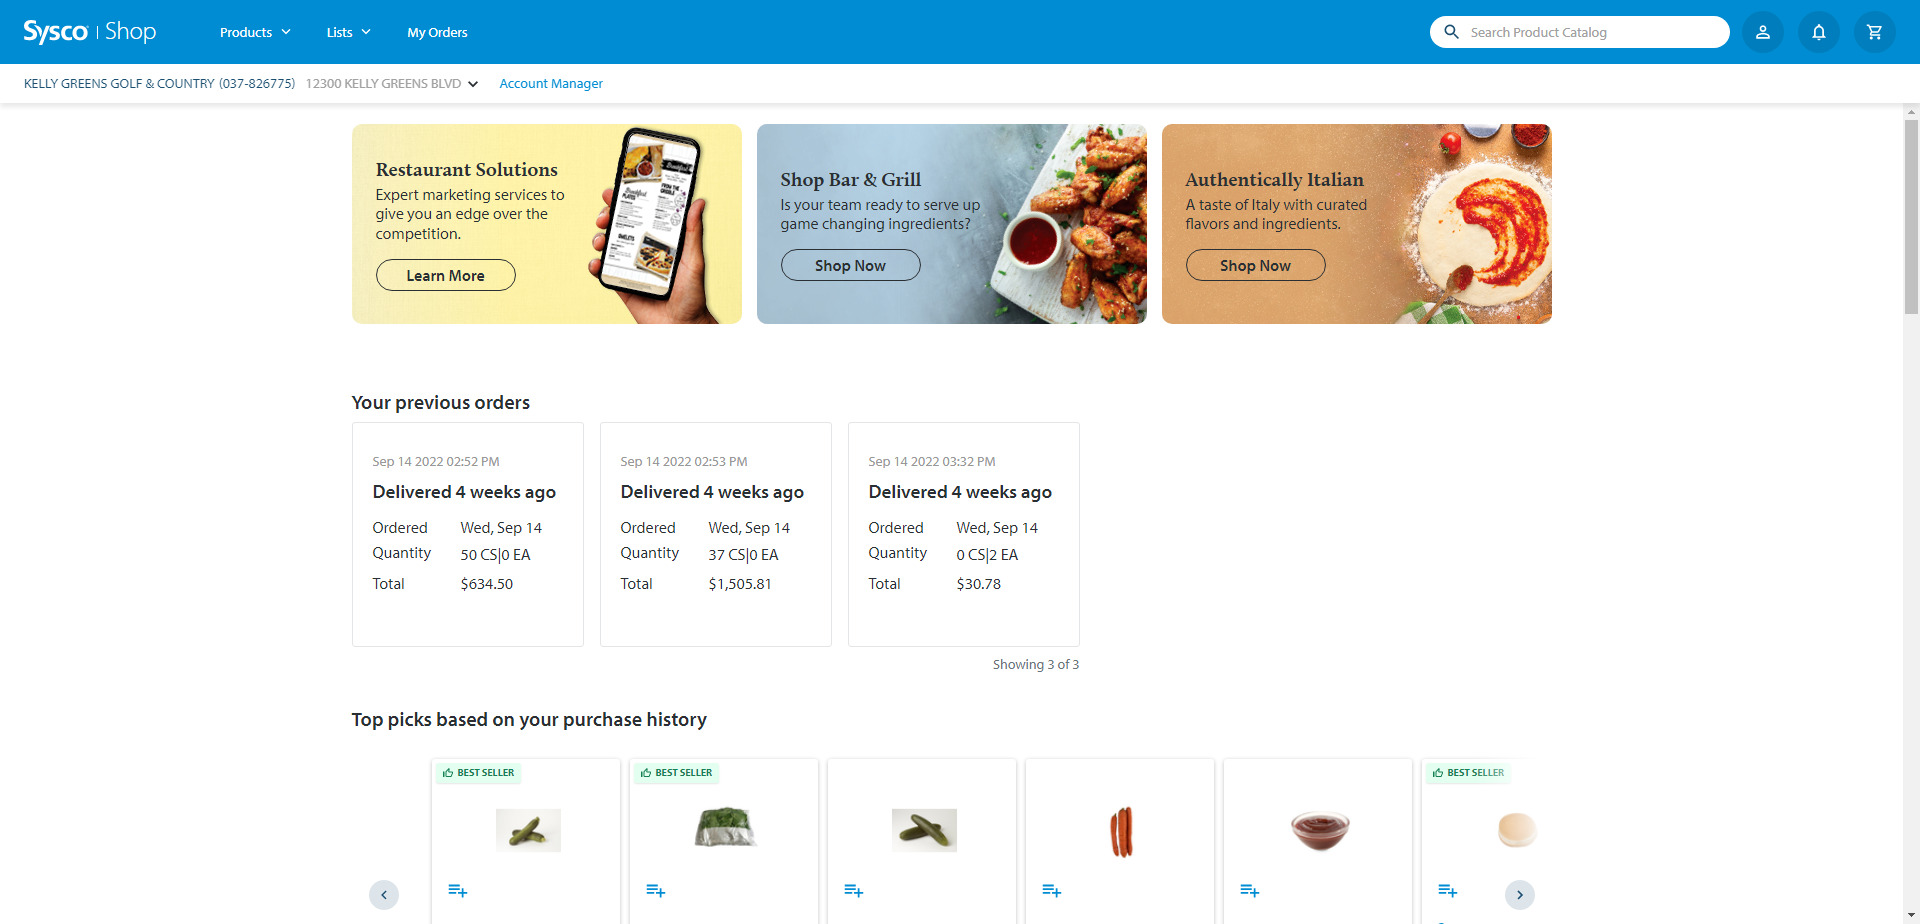 Sysco | Shop
Products
Lists
My Orders
Search Product Catalog
KELLY GREENS GOLF & COUNTRY (037-826775)
12300 KELLY GREENS BLVD
Account Manager
Restaurant Solutions
Expert marketing services to
give you an edge over the
competition.
Learn More
Shop Bar & Grill
Is your team ready to serve up
game changing ingredients?
Shop Now
Authentically Italian
A taste of Italy with curated
flavors and ingredients.
Shop Now
Your previous orders
Sep 14 2022 02:52 PM
Delivered 4 weeks ago
Ordered Wed, Sep 14
Quantity 50 CS|0 EA
Total $634.50
Sep 14 2022 02:53 PM
Delivered 4 weeks ago
Ordered Wed, Sep 14
Quantity 37 CS|0 EA
Total $1,505.81
Sep 14 2022 03:32 PM
Delivered 4 weeks ago
Ordered Wed, Sep 14
Quantity 0 CS|2 EA
Total $30.78
Showing 3 of 3
Top picks based on your purchase history
BEST SELLER
BEST SELLER
BEST SELLER